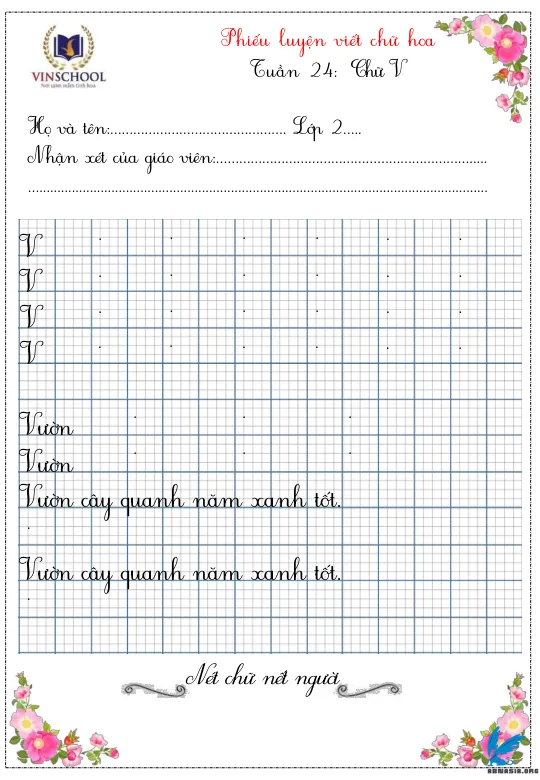 Phiếu luyện viết chữ hoa
Tuần 24: Chữ V
VINSCHOOL
Nơi ươm mầm tinh hoa
Họ và tên:.............................................. Lớp 2.....
Nhận xét của giáo viên:......................................................................
........................................................................................................................
V
V
V
V
Vườn
Vườn
Vườn cây quanh năm xanh tốt.
Vườn cây quanh năm xanh tốt.
Nét chữ nết người
ANNASIA.ORG